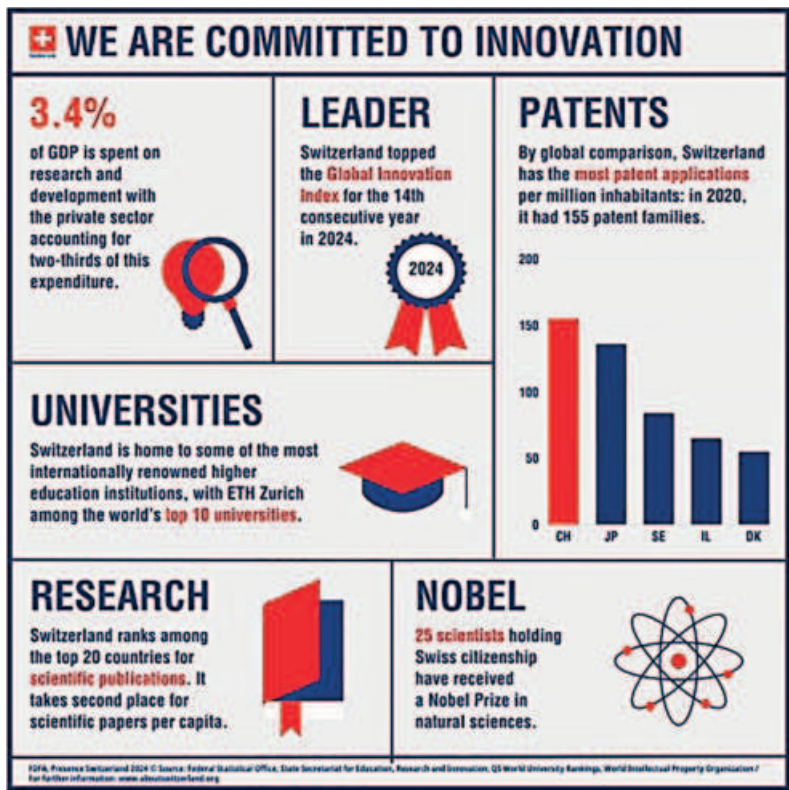 WE ARE COMMITTED TO INNOVATION
3.4%
of GDP is spent on
research and
development with
the private sector
accounting for
two-thirds of this
expenditure.
LEADER
Switzerland topped
the Global Innovation
Index for the 14th
consecutive year
in 2024.
2024
PATENTS
By global comparison, Switzerland
has the most patent applications
per million inhabitants: in 2020,
it had 155 patent families.
200
150
100
50
0
CH JP SE IL DK
UNIVERSITIES
Switzerland is home to some of the most
internationally renowned higher
education institutions, with ETH Zurich
among the world's top 10 universities.
RESEARCH
Switzerland ranks among
the top 20 countries for
scientific publications. It
takes second place for
scientific papers per capita.
NOBEL
25 scientists holding
Swiss citizenship
have received
a Nobel Prize in
natural sciences.
FDFA, Presence Switzerland 2024 © Source: Federal Statistical Office, State Secretariat for Education, Research and Innovation, QS World University Rankings, World Intellectual Property Organization /
For further information: www.aboutswitzerland.org